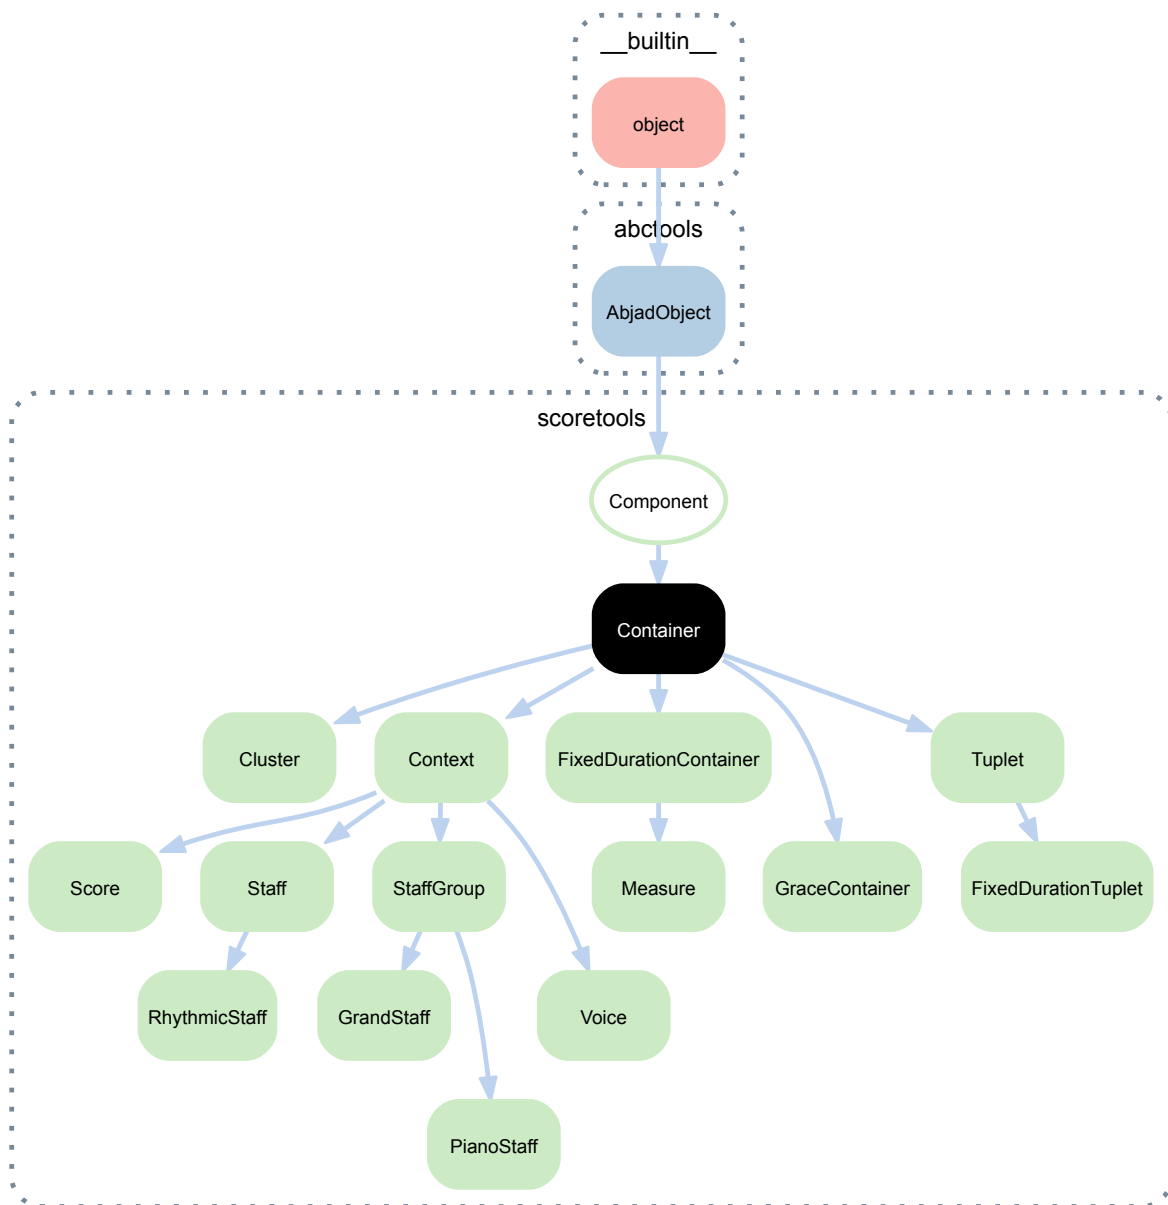 __builtin__
object
abctools
AbjadObject
scoretools
Component
Container
Cluster
Context
FixedDurationContainer
Tuplet
Score
Staff
StaffGroup
Measure
GraceContainer
FixedDurationTuplet
RhythmicStaff
GrandStaff
Voice
PianoStaff